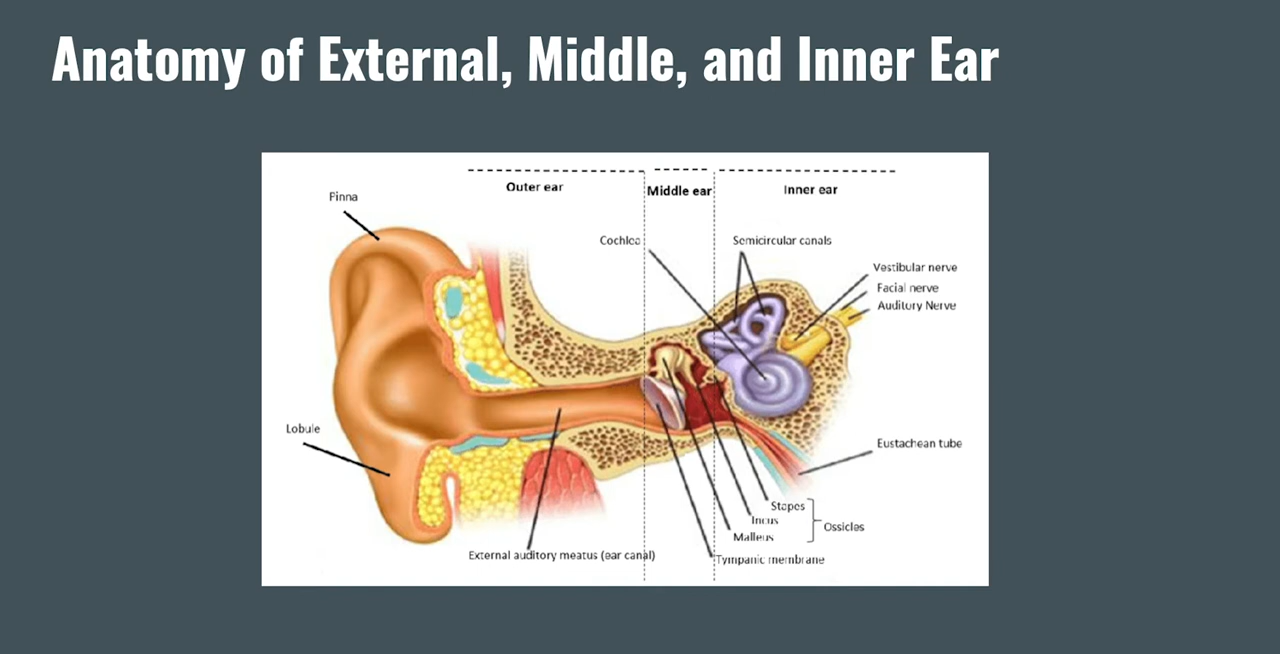 Anatomy of External, Middle, and Inner Ear
Outer ear
Middle ear
Inner ear
Pinna
Cochlea
Semicircular canals
Vestibular nerve
Facial nerve
Auditory Nerve
Lobule
Eustachean tube
Stapes
Incus
Ossicles
Malleus
External auditory meatus (ear canal)
Tympanic membrane